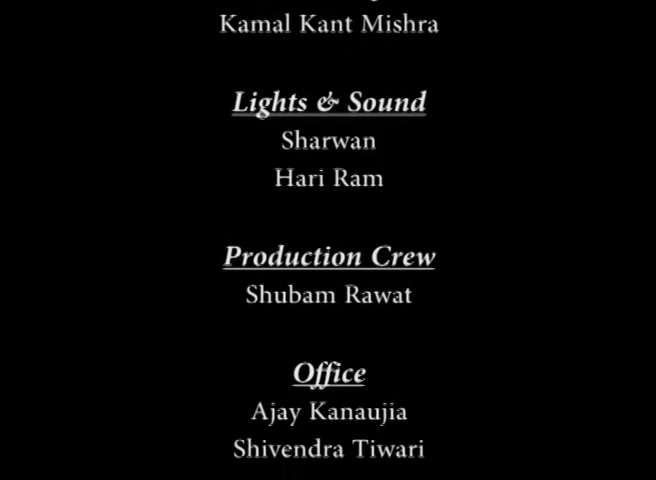 Kamal Kant Mishra
Lights & Sound
Sharwan
Hari Ram
Production Crew
Shubam Rawat
Office
Ajay Kanaujia
Shivendra Tiwari